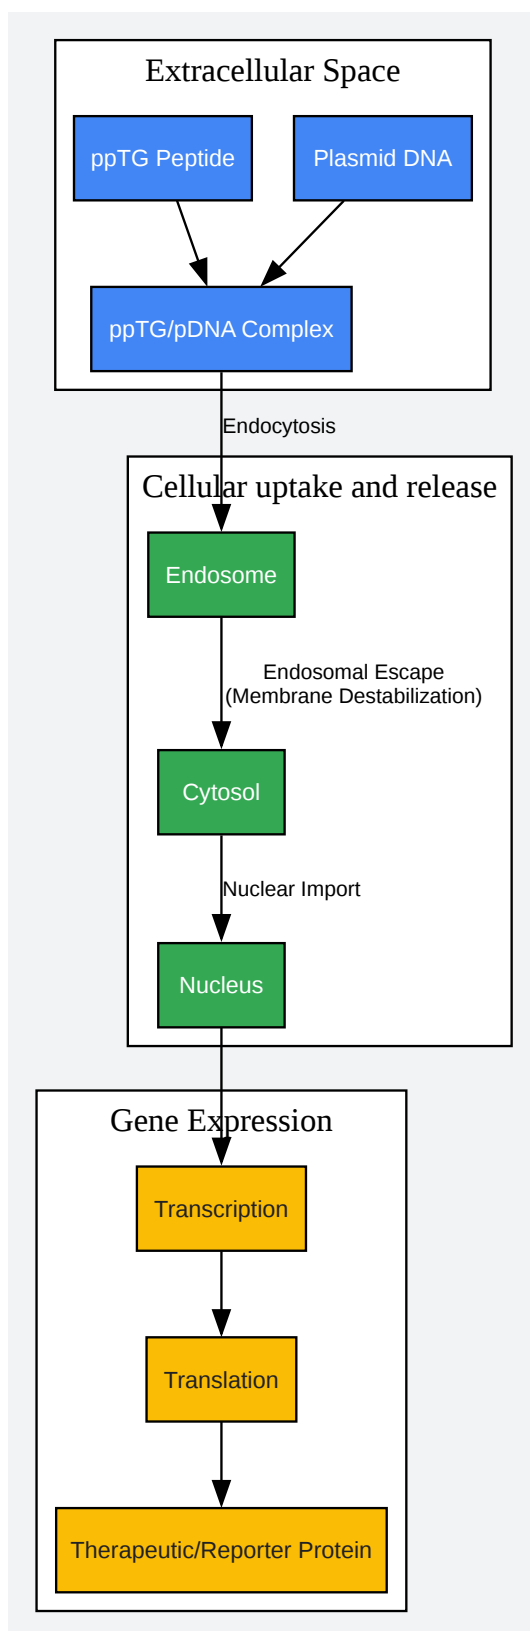 Extracellular Space
ppTG Peptide
Plasmid DNA
ppTG/pDNA Complex
Endocytosis
Cellular uptake and release
Endosome
Endosomal Escape
(Membrane Destabilization)
Cytosol
Nuclear Import
Nucleus
Gene Expression
Transcription
Translation
Therapeutic/Reporter Protein